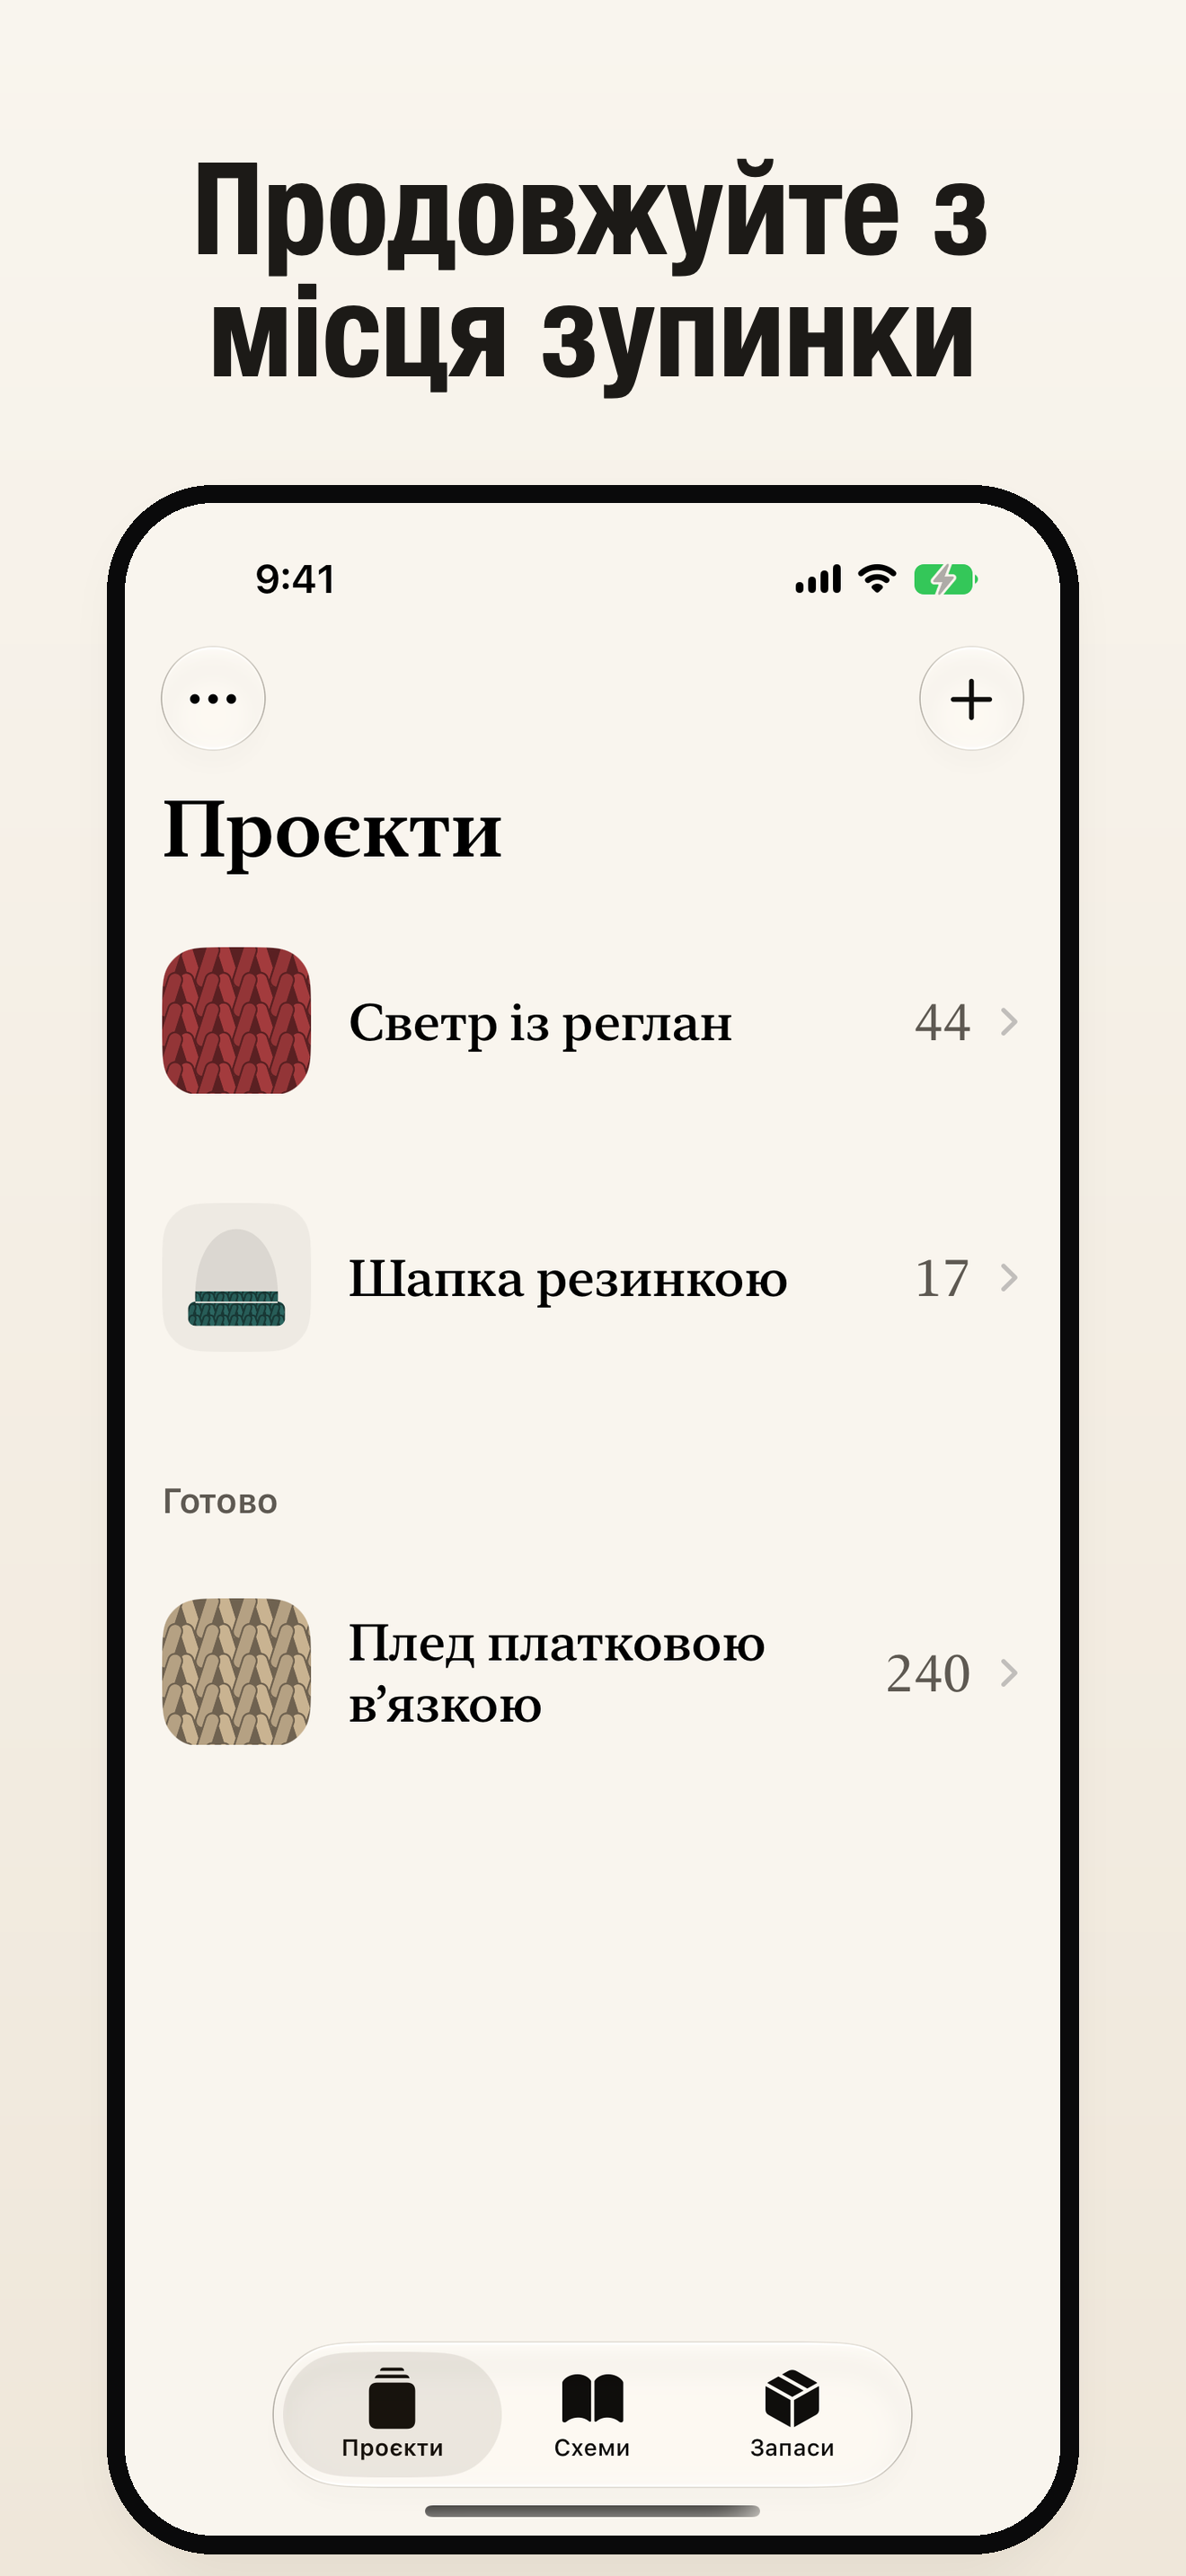 Продовжуйте з
місця зупинки
9:41
Проєкти
Светр із реглан
44
Шапка резинкою
17
Готово
Плед платковою
в’язкою
240
Проєкти
Схеми
Запаси